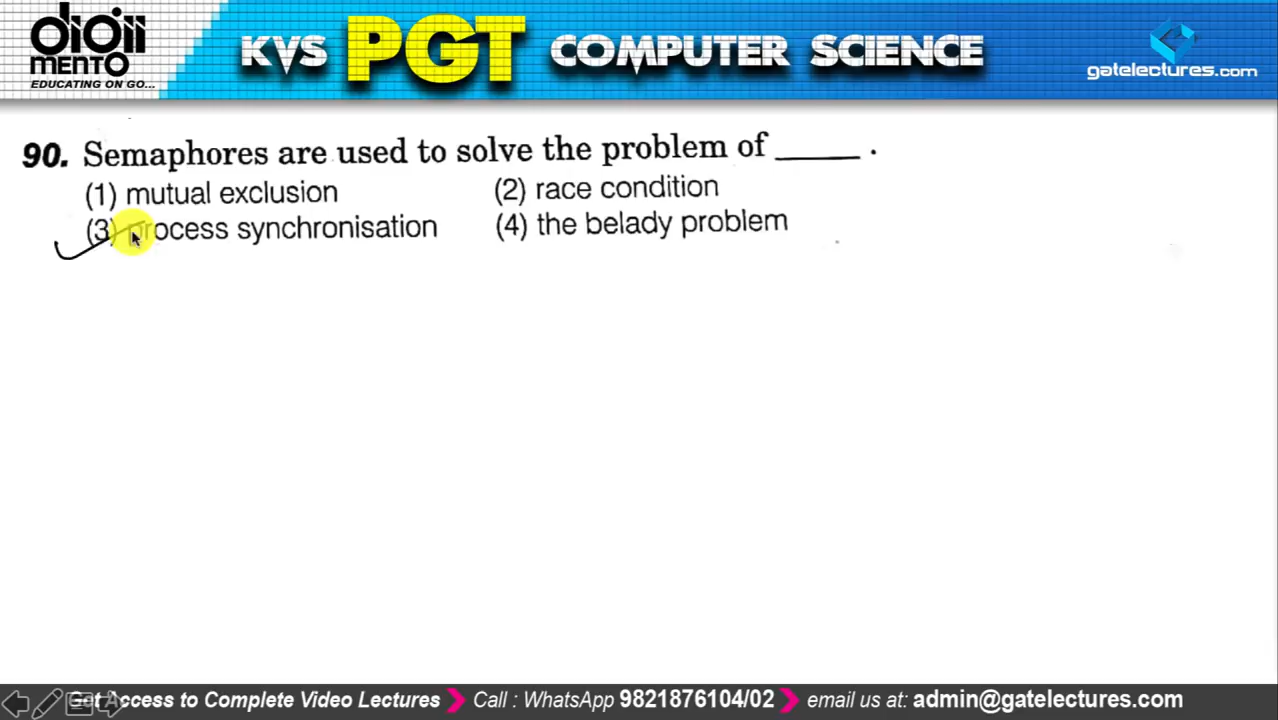 digii
MENTO
EDUCATING ON GO...
KVS PGT COMPUTER SCIENCE
gatelectures.com
90. Semaphores are used to solve the problem of _____ .
(1) mutual exclusion (2) race condition
(3) process synchronisation (4) the belady problem
Get Access to Complete Video Lectures Call : WhatsApp 9821876104/02 email us at: admin@gatelectures.com